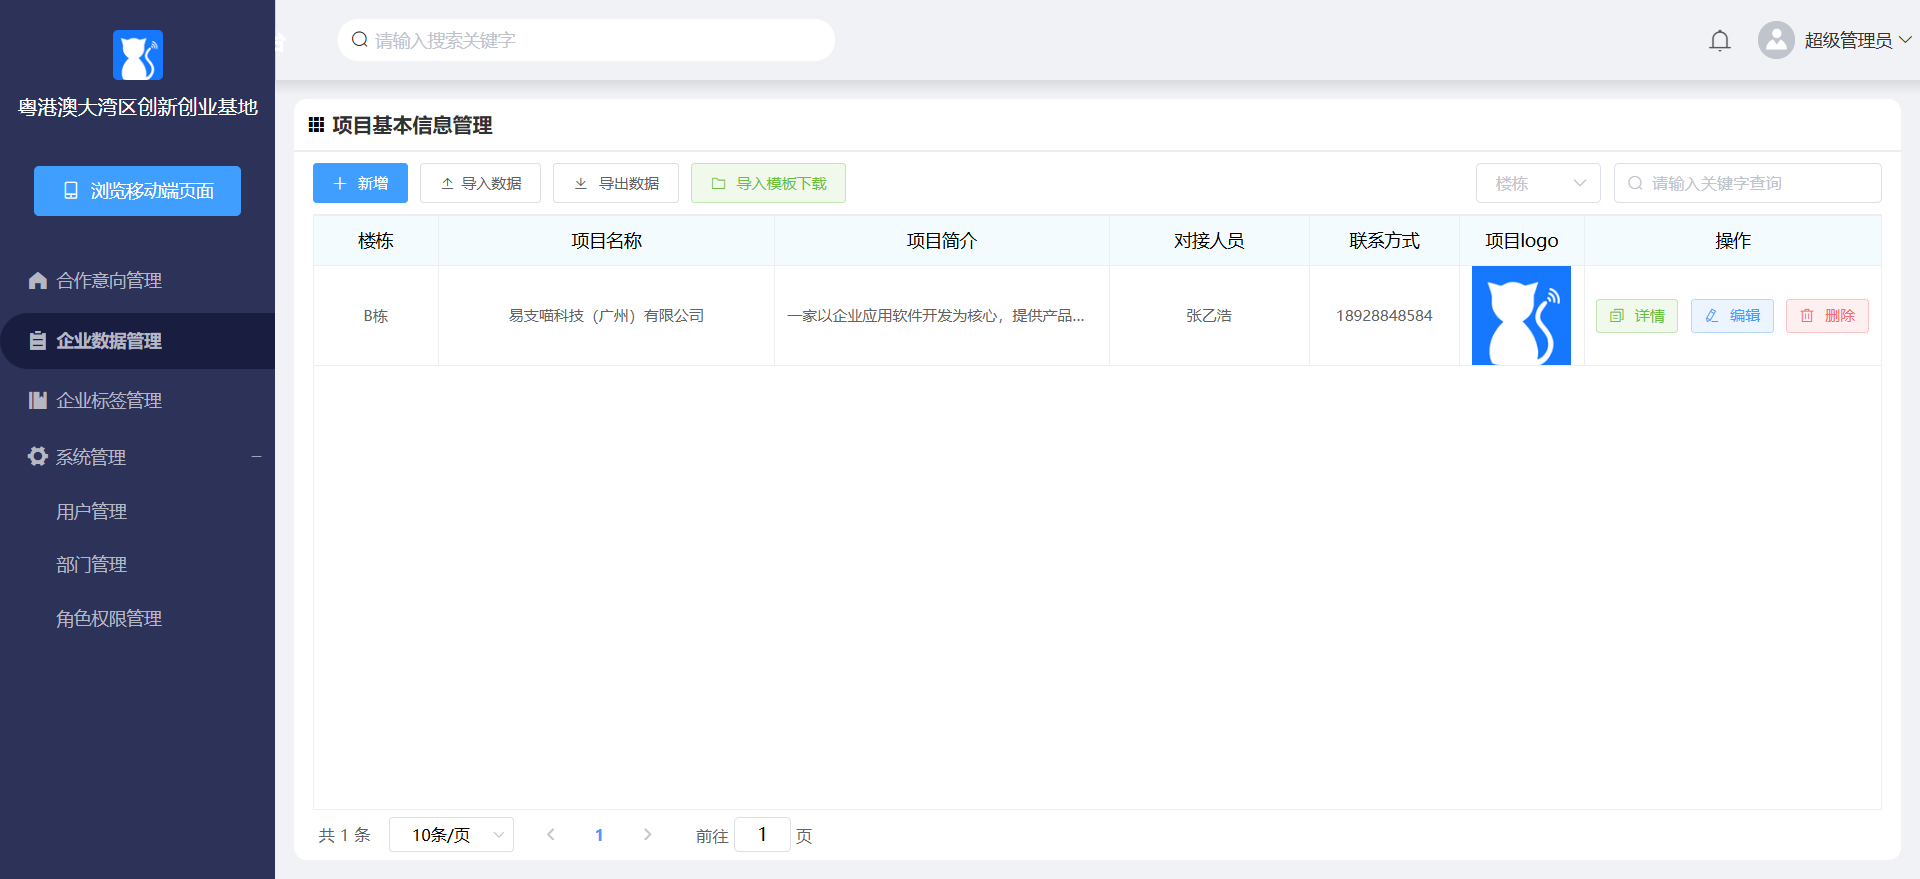 粤港澳大湾区创新创业基地
浏览移动端页面
合作意向管理
企业数据管理
企业标签管理
系统管理
用户管理
部门管理
角色权限管理
请输入搜索关键字
超级管理员
项目基本信息管理
新增 导入数据 导出数据 导入模板下载 楼栋 请输入关键字查询
楼栋 项目名称 项目简介 对接人员 联系方式 项目logo 操作
B栋 易支喵科技（广州）有限公司 一家以企业应用软件开发为核心，提供产品... 张乙浩 18928848584 详情 编辑 删除
共 1 条 10条/页 1 前往 1 页